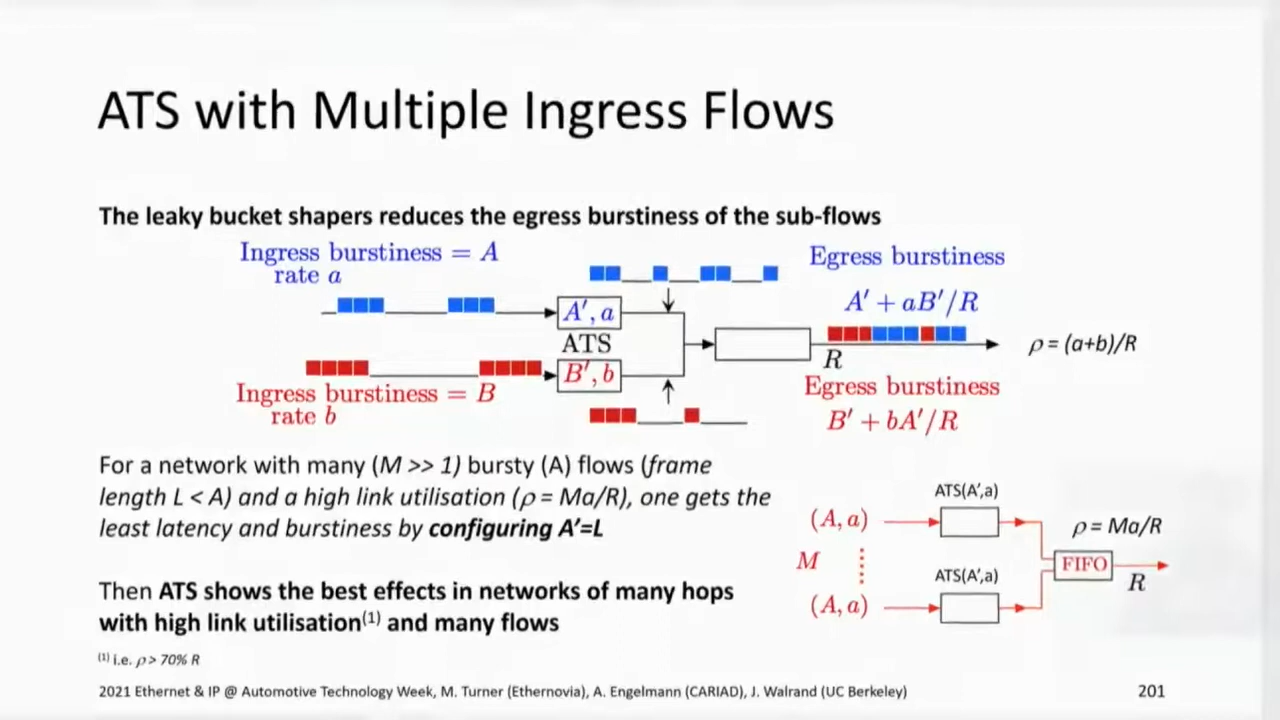 ATS with Multiple Ingress Flows
The leaky bucket shapers reduces the egress burstiness of the sub-flows
Ingress burstiness = A
rate a
Egress burstiness
A′ + aB′/R
A′, a
ATS
B′, b
R
ρ = (a+b)/R
Ingress burstiness = B
rate b
Egress burstiness
B′ + bA′/R
For a network with many (M >> 1) bursty (A) flows (frame
length L < A) and a high link utilisation (ρ = Ma/R), one gets the
least latency and burstiness by configuring A’=L
Then ATS shows the best effects in networks of many hops
with high link utilisation(1) and many flows
ATS(A’,a)
(A, a)
ρ = Ma/R
M
FIFO
R
ATS(A’,a)
(A, a)
(1) i.e. ρ > 70% R
2021 Ethernet & IP @ Automotive Technology Week, M. Turner (Ethernovia), A. Engelmann (CARIAD), J. Walrand (UC Berkeley)
201